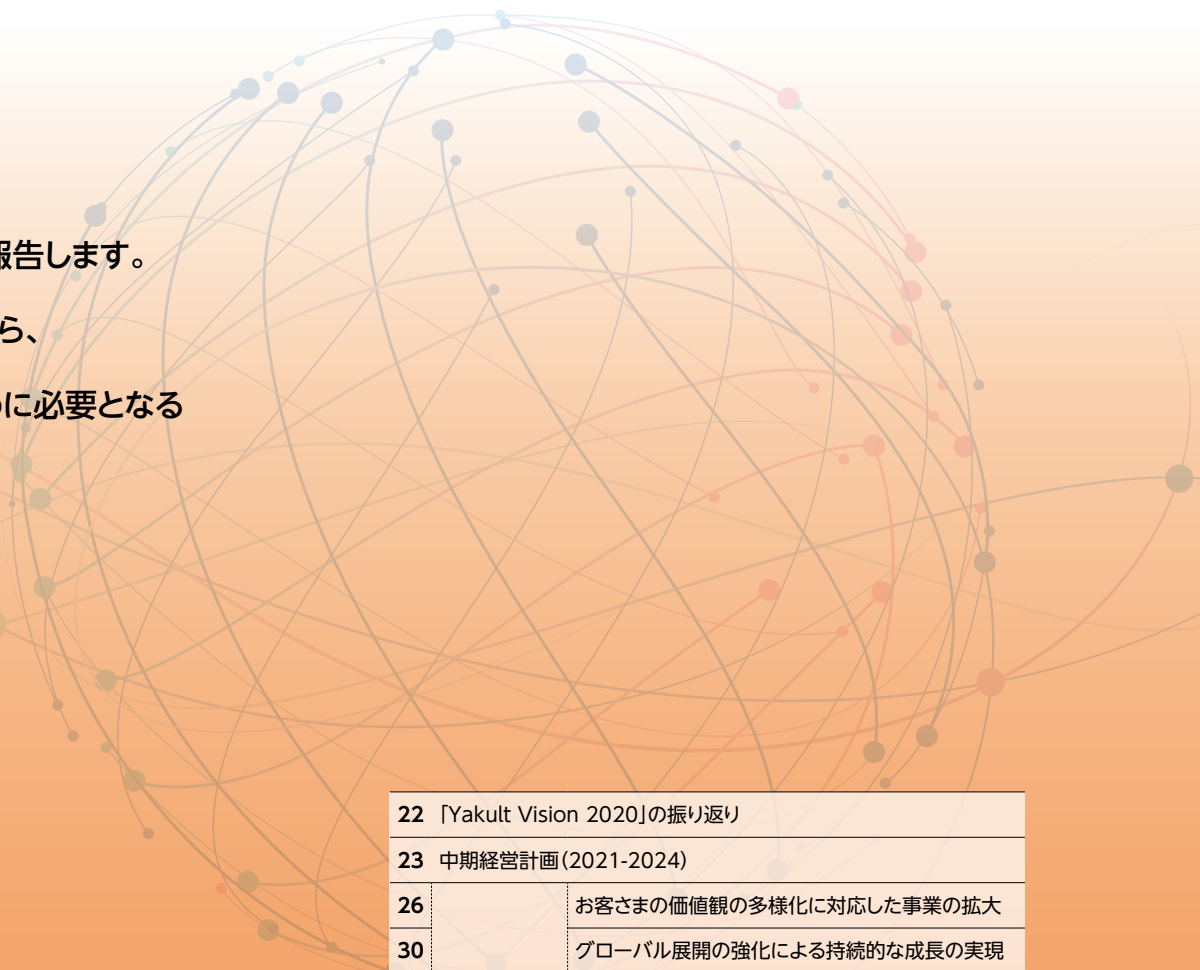 報告します。
ら、
に必要となる
22 「Yakult Vision 2020」の振り返り
23 中期経営計画(2021-2024)
26 お客さまの価値観の多様化に対応した事業の拡大
30 グローバル展開の強化による持続的な成長の実現